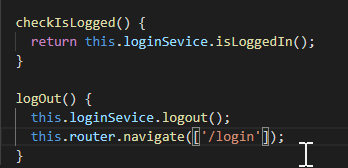 checkIsLogged() {
  return this.loginSevice.isLoggedIn();
}

logOut() {
  this.loginSevice.logout();
  this.router.navigate(['/login']);
}